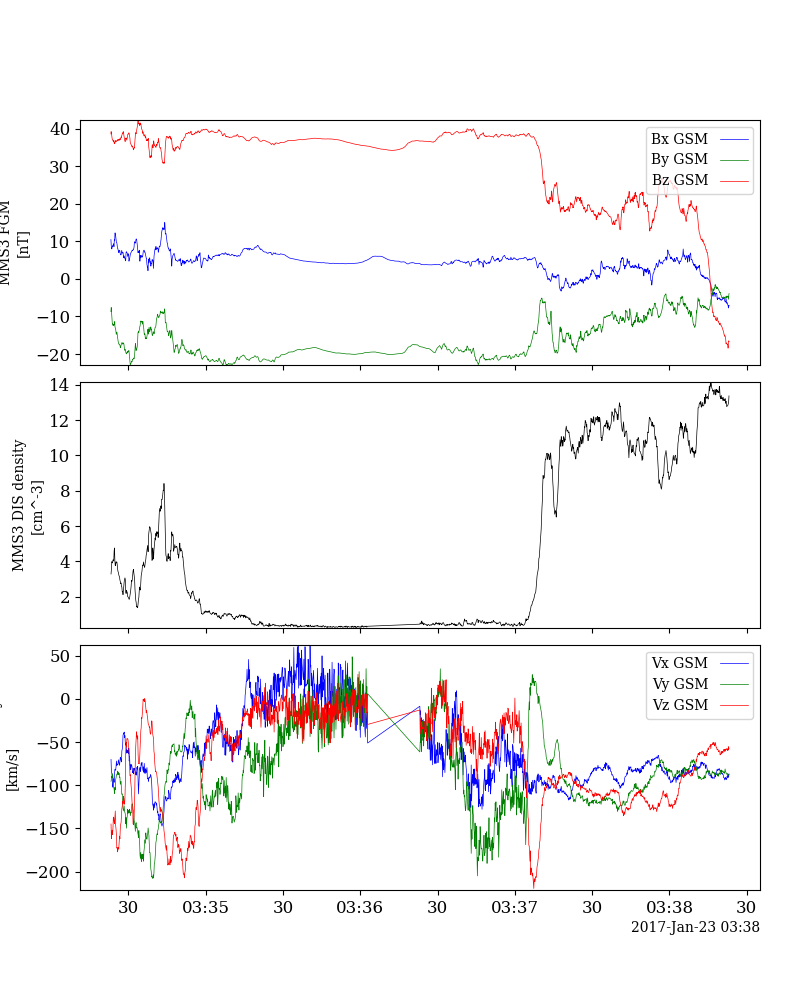 40
30
20
10
0
−10
−20
MMS3 FGM
[nT]
Bx GSM
By GSM
Bz GSM
14
12
10
8
6
4
2
MMS3 DIS density
[cm^-3]
50
0
−50
−100
−150
−200
[km/s]
Vx GSM
Vy GSM
Vz GSM
30 03:35 30 03:36 30 03:37 30 03:38 30
2017-Jan-23 03:38